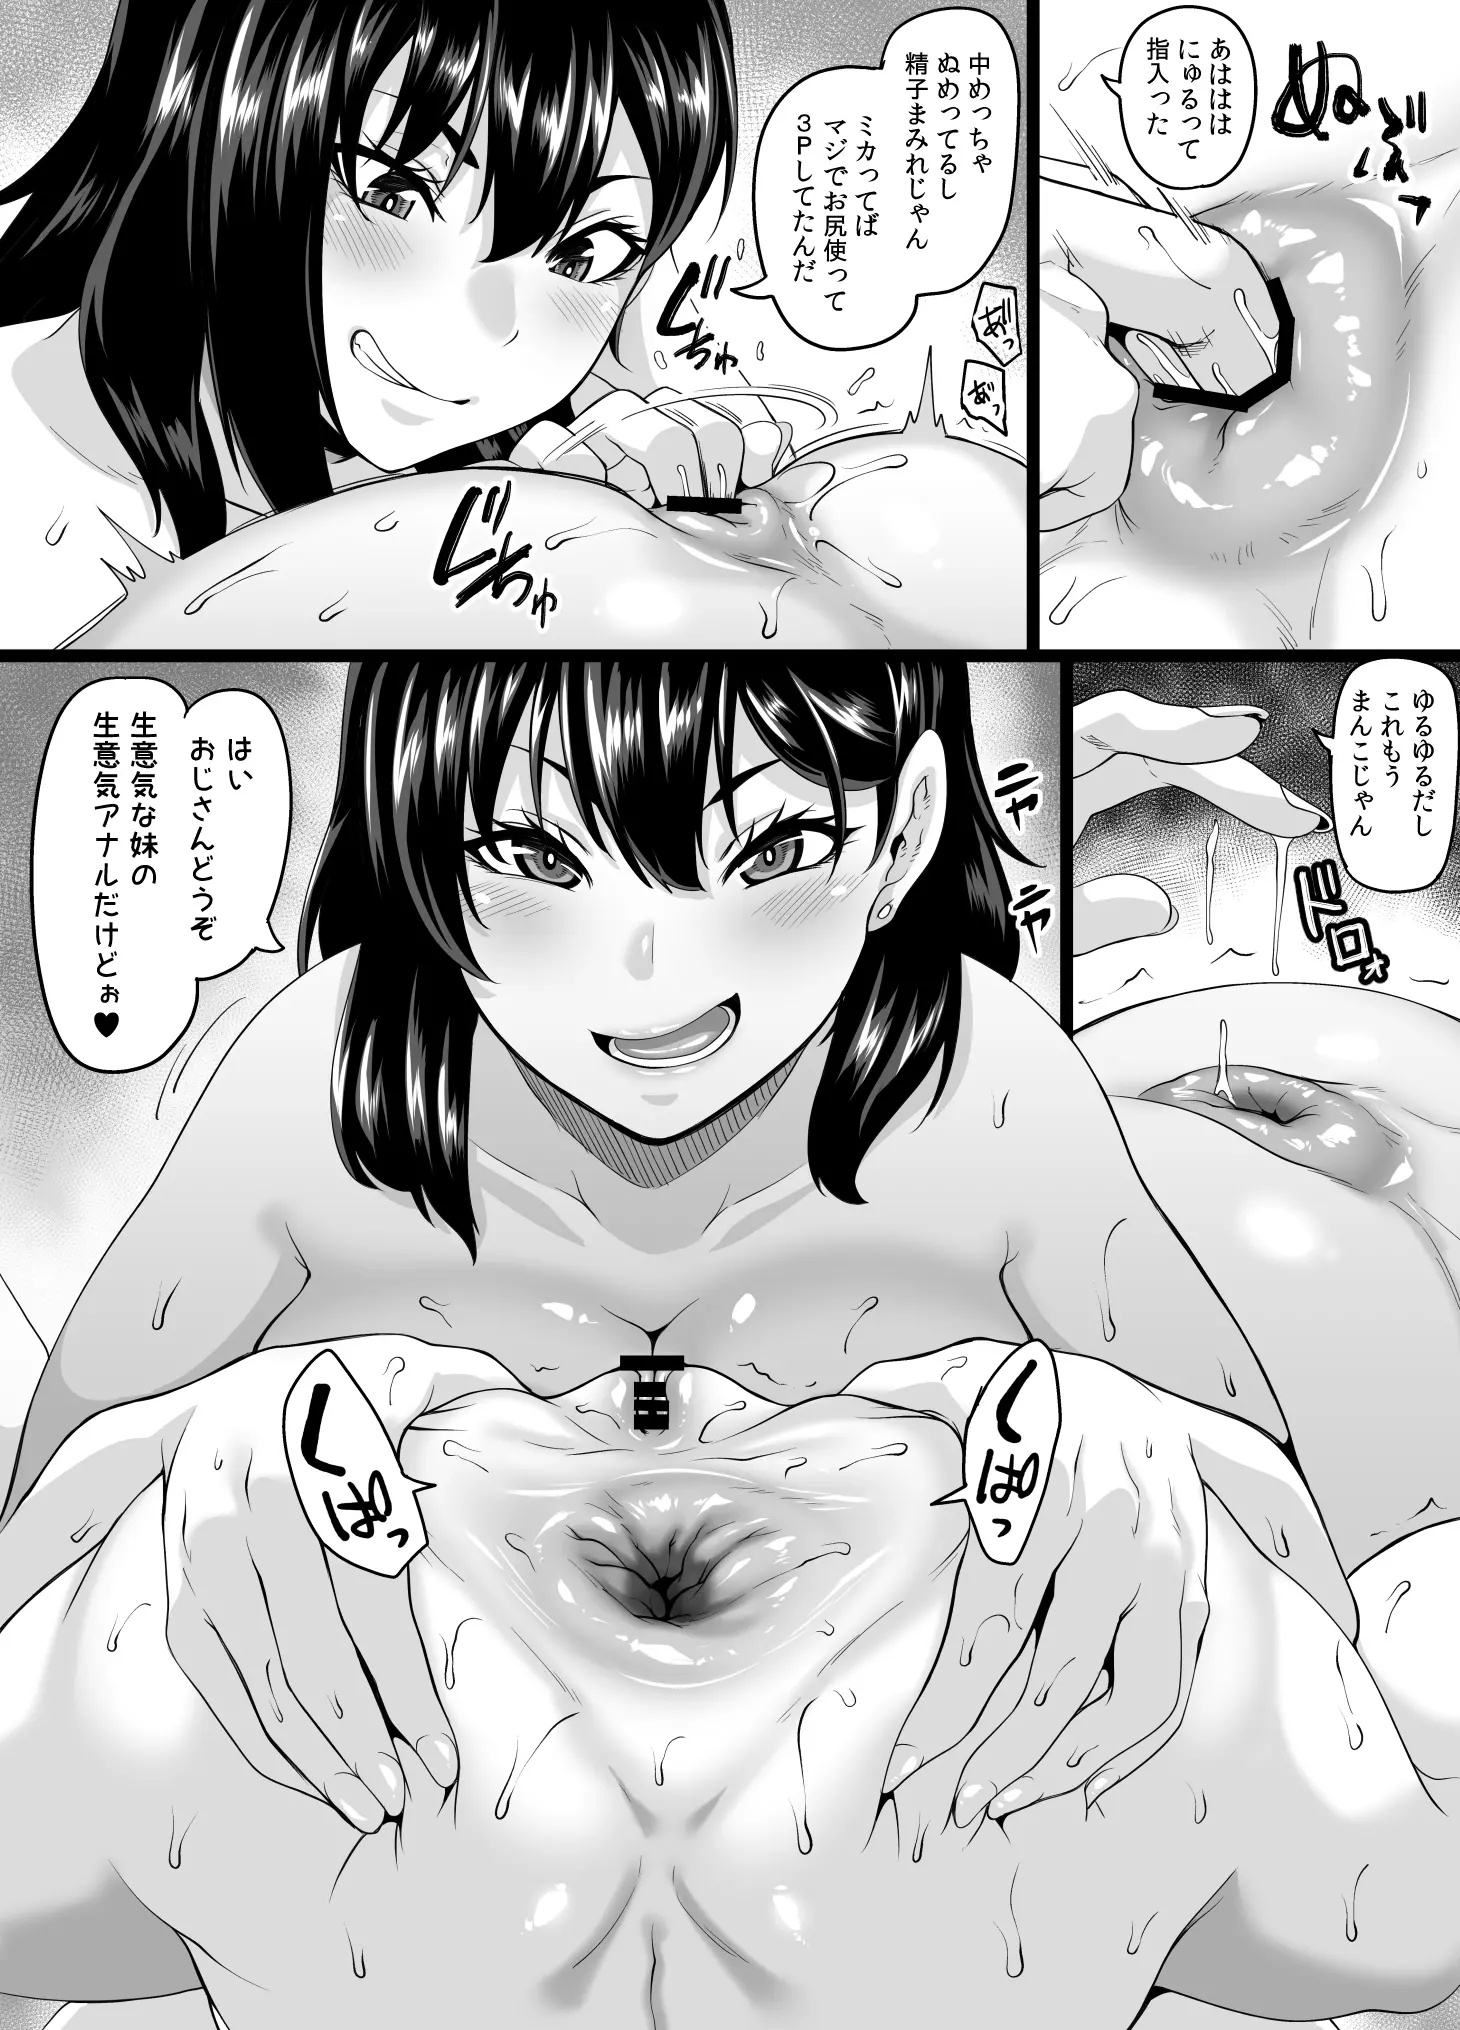 あははは
にゅるって
指入った
ぬぶぶ
中めっちゃ
ぬめってるし
精子まみれじゃん
ミカってば
マジでお尻使って
3Pしてたんだ
あ゛っ
あ゛っ
ぐちゅ
ぐちゅ
ゆるゆるだし
これもう
まんこじゃん
ドロォ
ニヤ
ニヤ
はい
おじさんどうぞ
生意気な妹の
生意気アナルだけどぉ♥
くぱっ
くぱっ